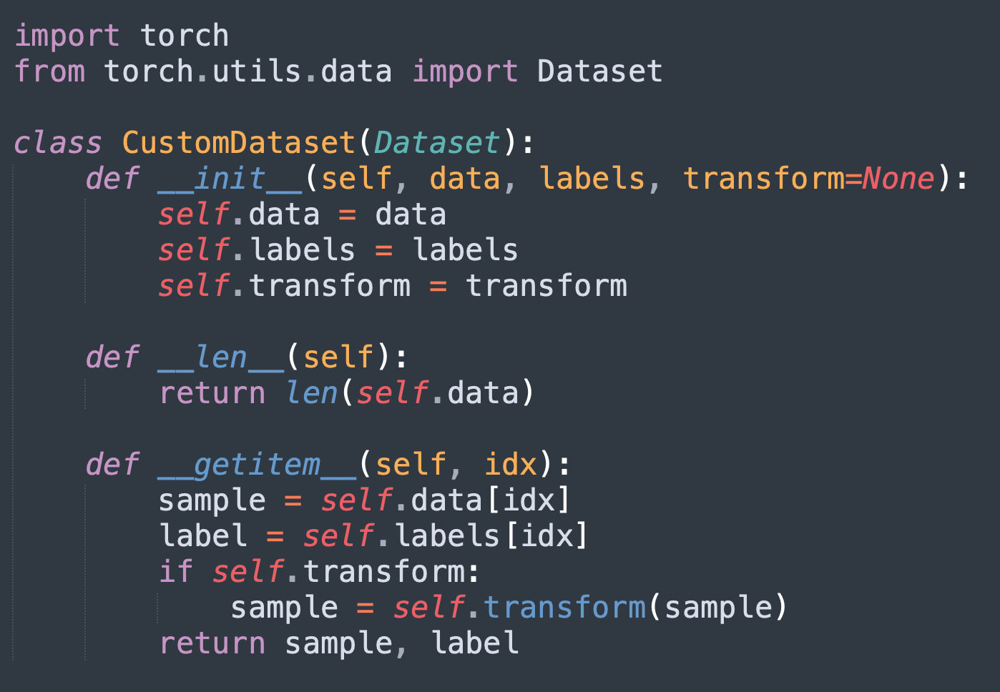 import torch
from torch.utils.data import Dataset

class CustomDataset(Dataset):
    def __init__(self, data, labels, transform=None):
        self.data = data
        self.labels = labels
        self.transform = transform

    def __len__(self):
        return len(self.data)

    def __getitem__(self, idx):
        sample = self.data[idx]
        label = self.labels[idx]
        if self.transform:
            sample = self.transform(sample)
        return sample, label